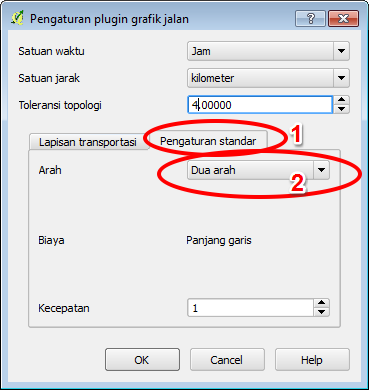 Pengaturan plugin grafik jalan
Satuan waktu Jam
Satuan jarak kilometer
Toleransi topologi 4,00000
Lapisan transportasi Pengaturan standar 1
Arah Dua arah 2
Biaya Panjang garis
Kecepatan 1
OK Cancel Help